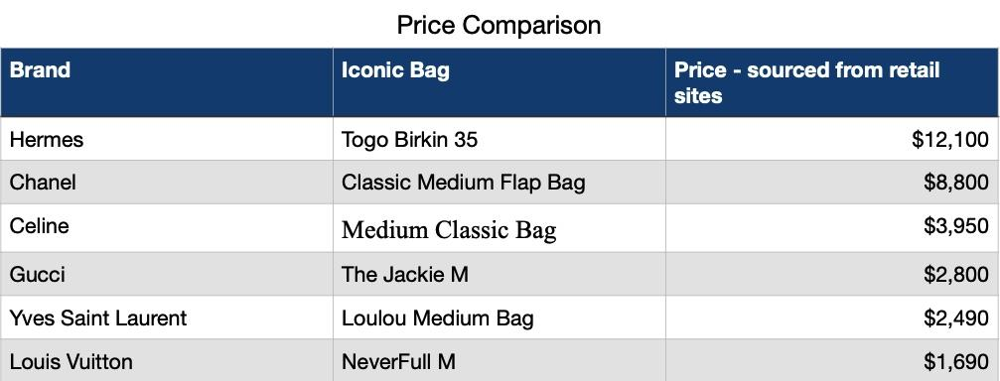 Price Comparison
Brand Iconic Bag Price - sourced from retail
sites
Hermes Togo Birkin 35 $12,100
Chanel Classic Medium Flap Bag $8,800
Celine Medium Classic Bag $3,950
Gucci The Jackie M $2,800
Yves Saint Laurent Loulou Medium Bag $2,490
Louis Vuitton NeverFull M $1,690